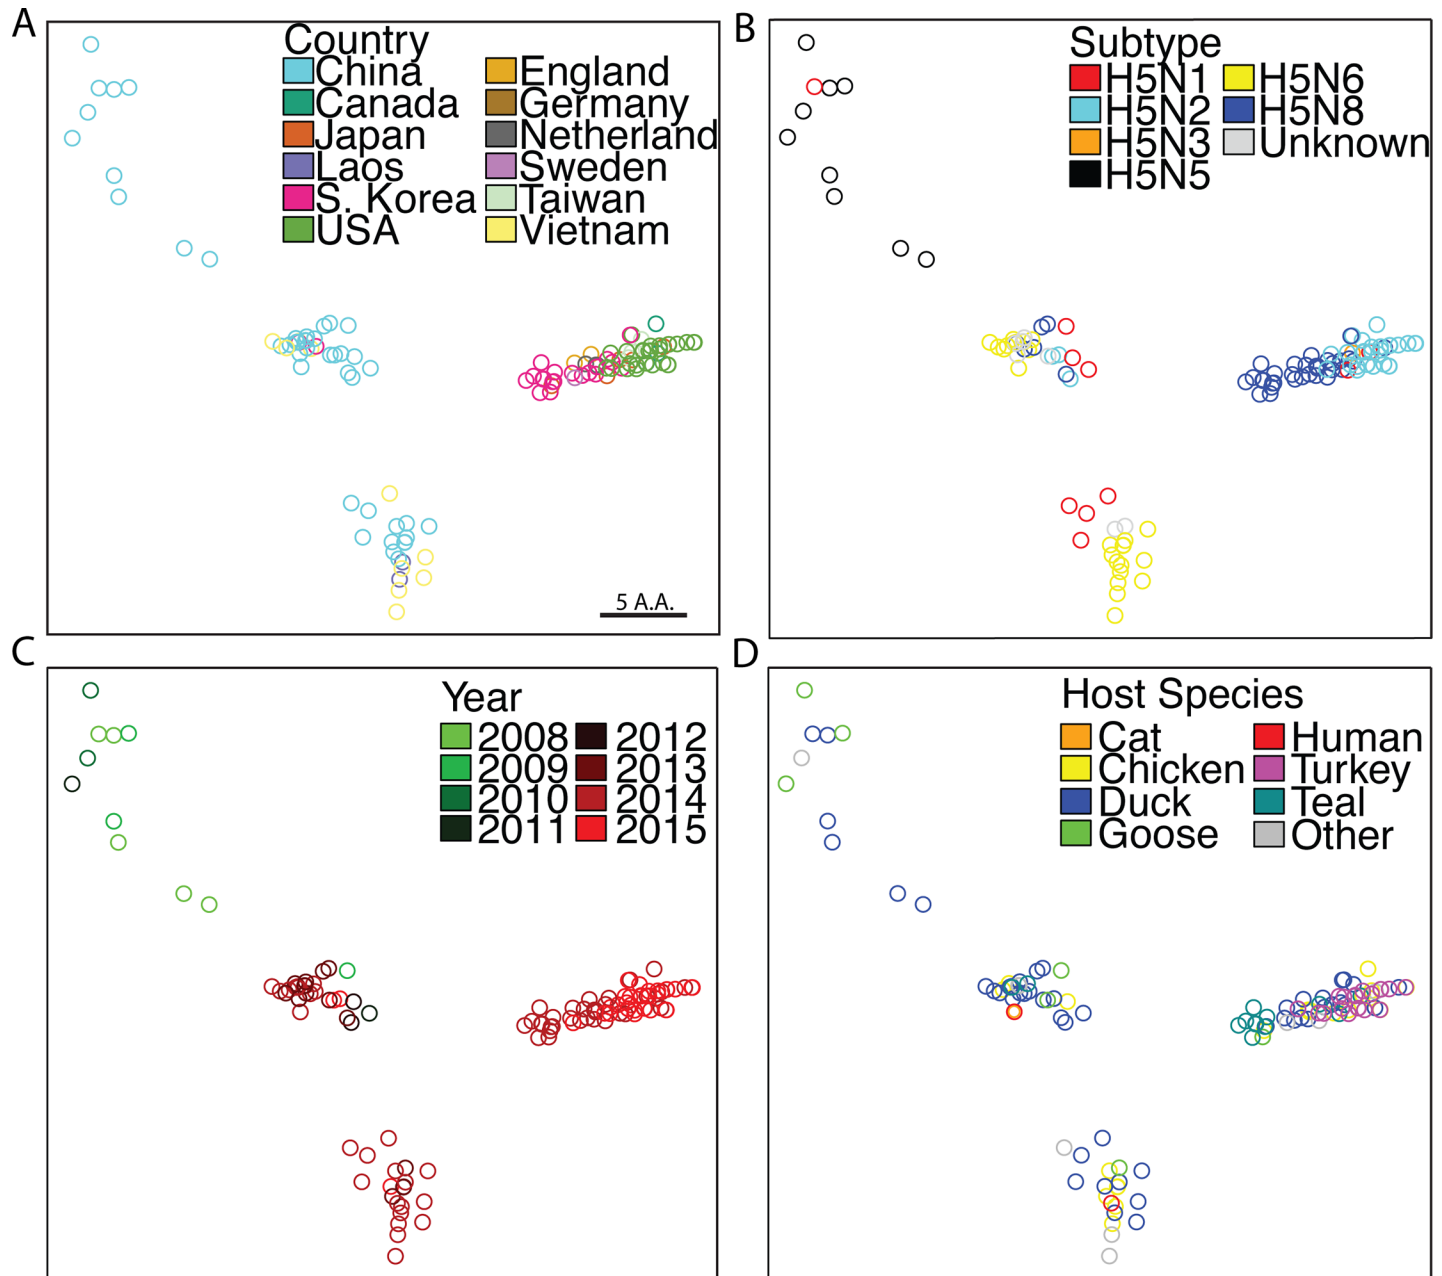 A
Country
China
England
Canada
Germany
Japan
Netherland
Laos
Sweden
S. Korea
Taiwan
USA
Vietnam
5 A.A.
B
Subtype
H5N1
H5N6
H5N2
H5N8
H5N3
Unknown
H5N5
C
Year
2008
2012
2009
2013
2010
2014
2011
2015
D
Host Species
Cat
Human
Chicken
Turkey
Duck
Teal
Goose
Other